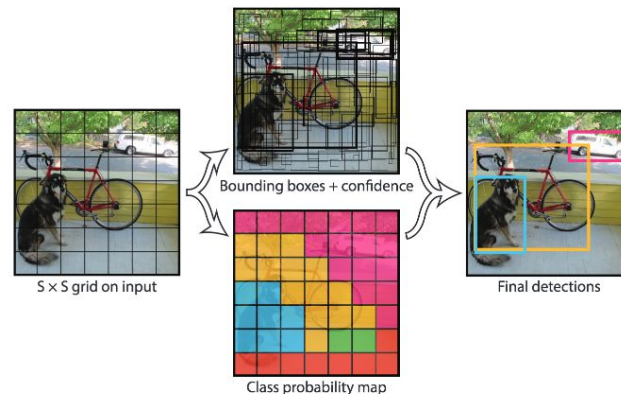 Bounding boxes + confidence
S × S grid on input
Final detections
Class probability map